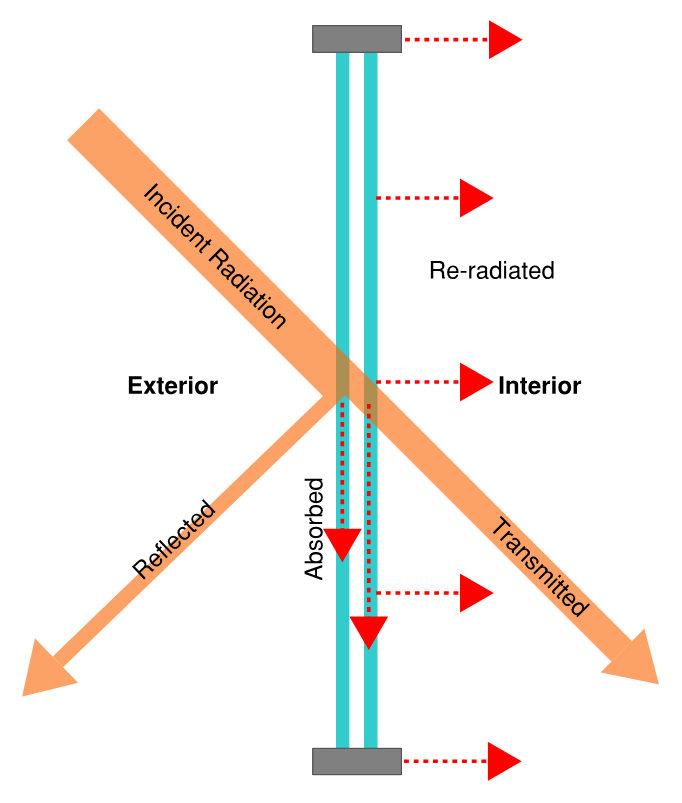 Incident Radiation
Re-radiated
Exterior
Interior
Absorbed
Reflected
Transmitted